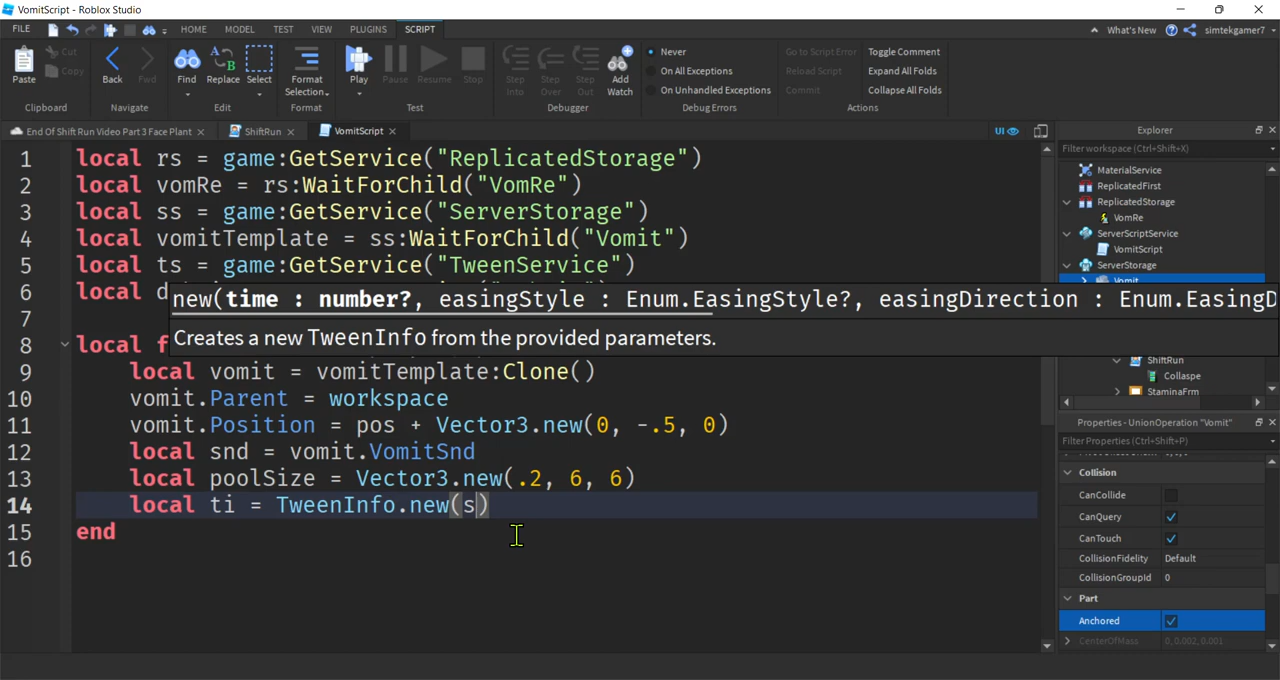 VomitScript - Roblox Studio
FILE HOME MODEL TEST VIEW PLUGINS SCRIPT What's New simtekgamer7
Paste Cut Copy Back Fwd Find Replace Select Format Selection Play Pause Resume Stop Step Into Step Over Step Out Add Watch
Never
On All Exceptions
On Unhandled Exceptions
Go to Script Error
Reload Script
Commit
Toggle Comment
Expand All Folds
Collapse All Folds
Clipboard Navigate Edit Format Test Debugger Debug Errors Actions
End Of Shift Run Video Part 3 Face Plant ShiftRun VomitScript UI
1 local rs = game:GetService("ReplicatedStorage")
2 local vomRe = rs:WaitForChild("VomRe")
3 local ss = game:GetService("ServerStorage")
4 local vomitTemplate = ss:WaitForChild("Vomit")
5 local ts = game:GetService("TweenService")
6 local d
new(time : number?, easingStyle : Enum.EasingStyle?, easingDirection : Enum.EasingD
Creates a new TweenInfo from the provided parameters.
7
8 local f
9 local vomit = vomitTemplate:Clone()
10 vomit.Parent = workspace
11 vomit.Position = pos + Vector3.new(0, -.5, 0)
12 local snd = vomit.VomitSnd
13 local poolSize = Vector3.new(.2, 6, 6)
14 local ti = TweenInfo.new(s)
15 end
16
Explorer
Filter workspace (Ctrl+Shift+X)
MaterialService
ReplicatedFirst
ReplicatedStorage
VomRe
ServerScriptService
VomitScript
ServerStorage
Vomit
ShiftRun
Collaspe
StaminaFrm
Properties - UnionOperation "Vomit"
Filter Properties (Ctrl+Shift+P)
Collision
CanCollide
CanQuery
CanTouch
CollisionFidelity Default
CollisionGroupId 0
Part
Anchored
CenterOfMass 0,0.002,0.001